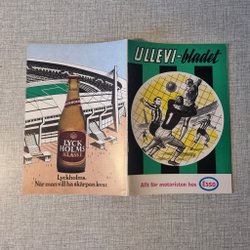 LYCK
HOLMS
KLASS I
Lyckholms.
När man vill ha skärpan kvar.
ULLEVI-bladet
Allt för motoristen hos
Esso